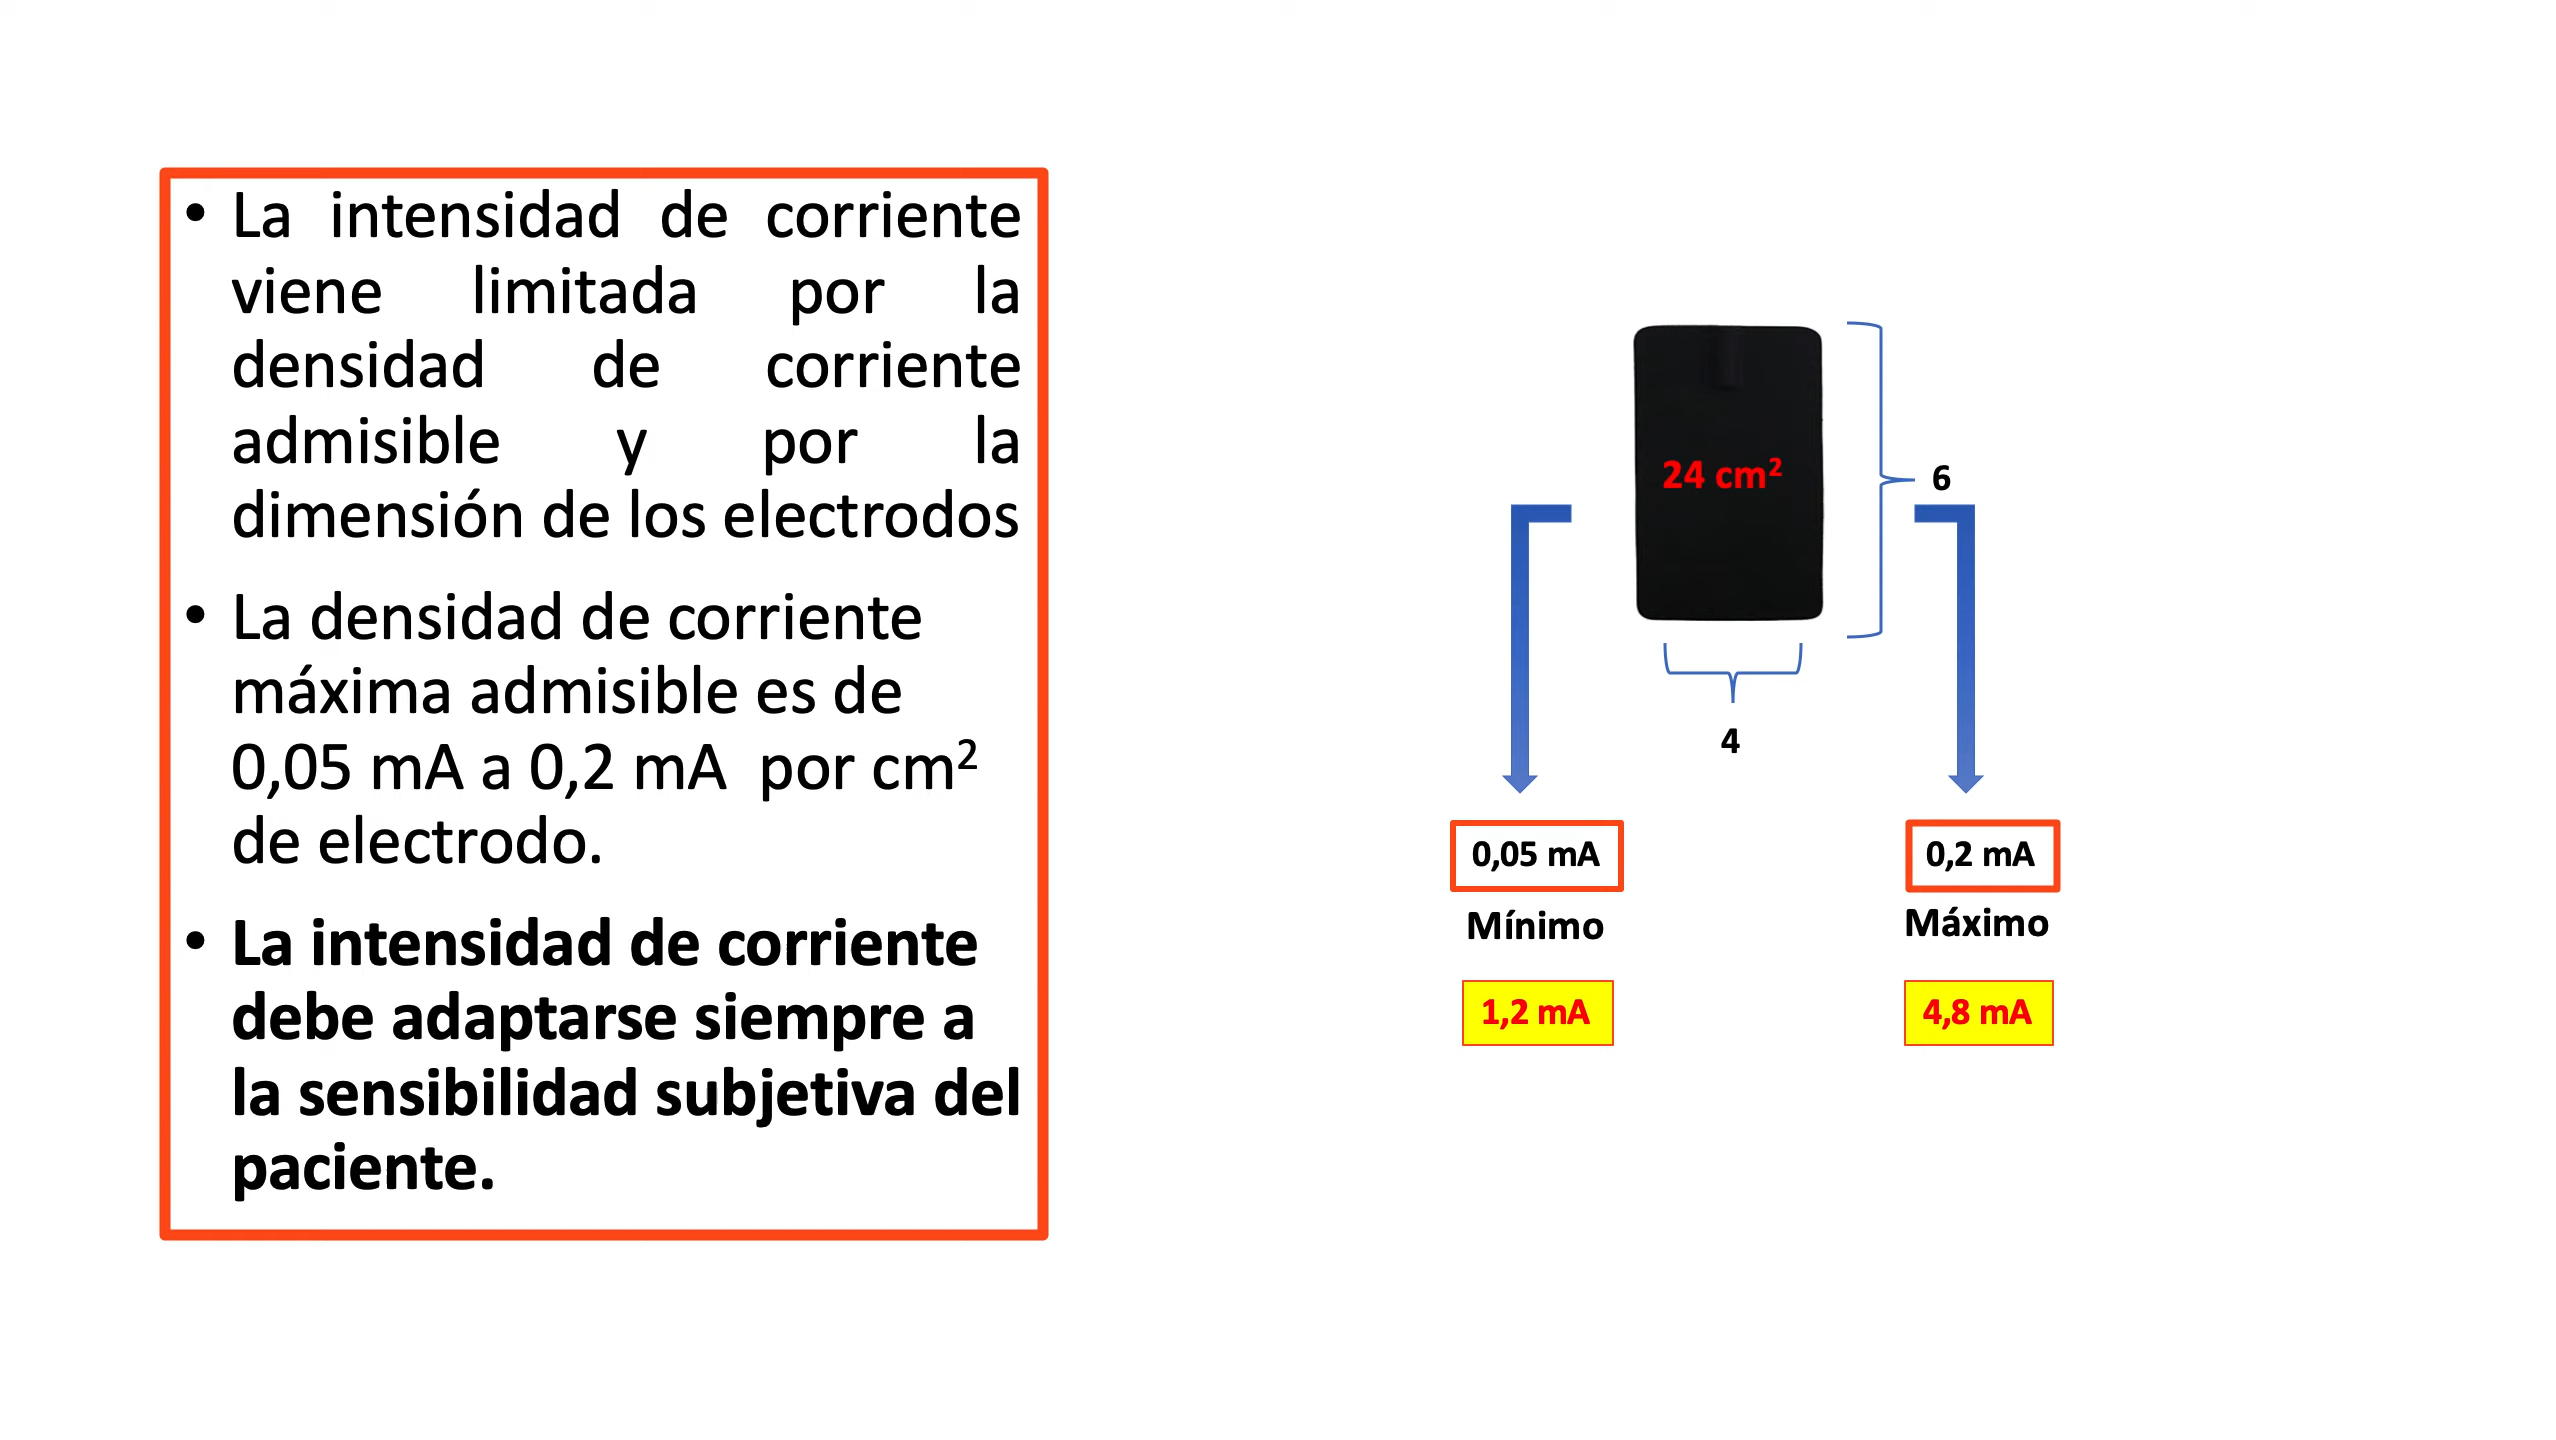 • La intensidad de corriente
viene limitada por la
densidad de corriente
admisible y por la
dimensión de los electrodos
• La densidad de corriente
máxima admisible es de
0,05 mA a 0,2 mA por cm²
de electrodo.
• La intensidad de corriente
debe adaptarse siempre a
la sensibilidad subjetiva del
paciente.
24 cm²
6
4
0,05 mA
Mínimo
1,2 mA
0,2 mA
Máximo
4,8 mA